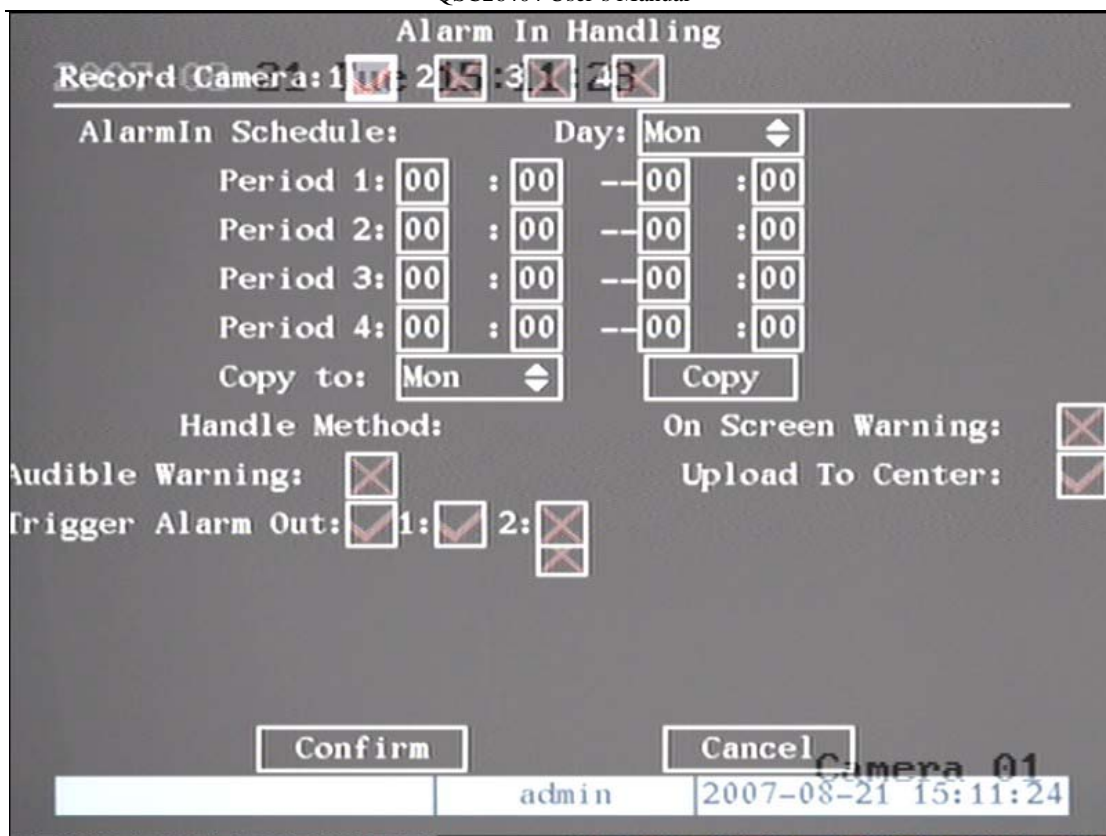 User's Manual
Alarm In Handling
Record Camera: 1 2 3 4
AlarmIn Schedule: Day: Mon
Period 1: 00 : 00 --00 : 00
Period 2: 00 : 00 --00 : 00
Period 3: 00 : 00 --00 : 00
Period 4: 00 : 00 --00 : 00
Copy to: Mon Copy
Handle Method: On Screen Warning:
Audible Warning: Upload To Center:
Trigger Alarm Out: 1: 2:
Confirm Cancel
Camera 01
admin 2007-08-21 15:11:24